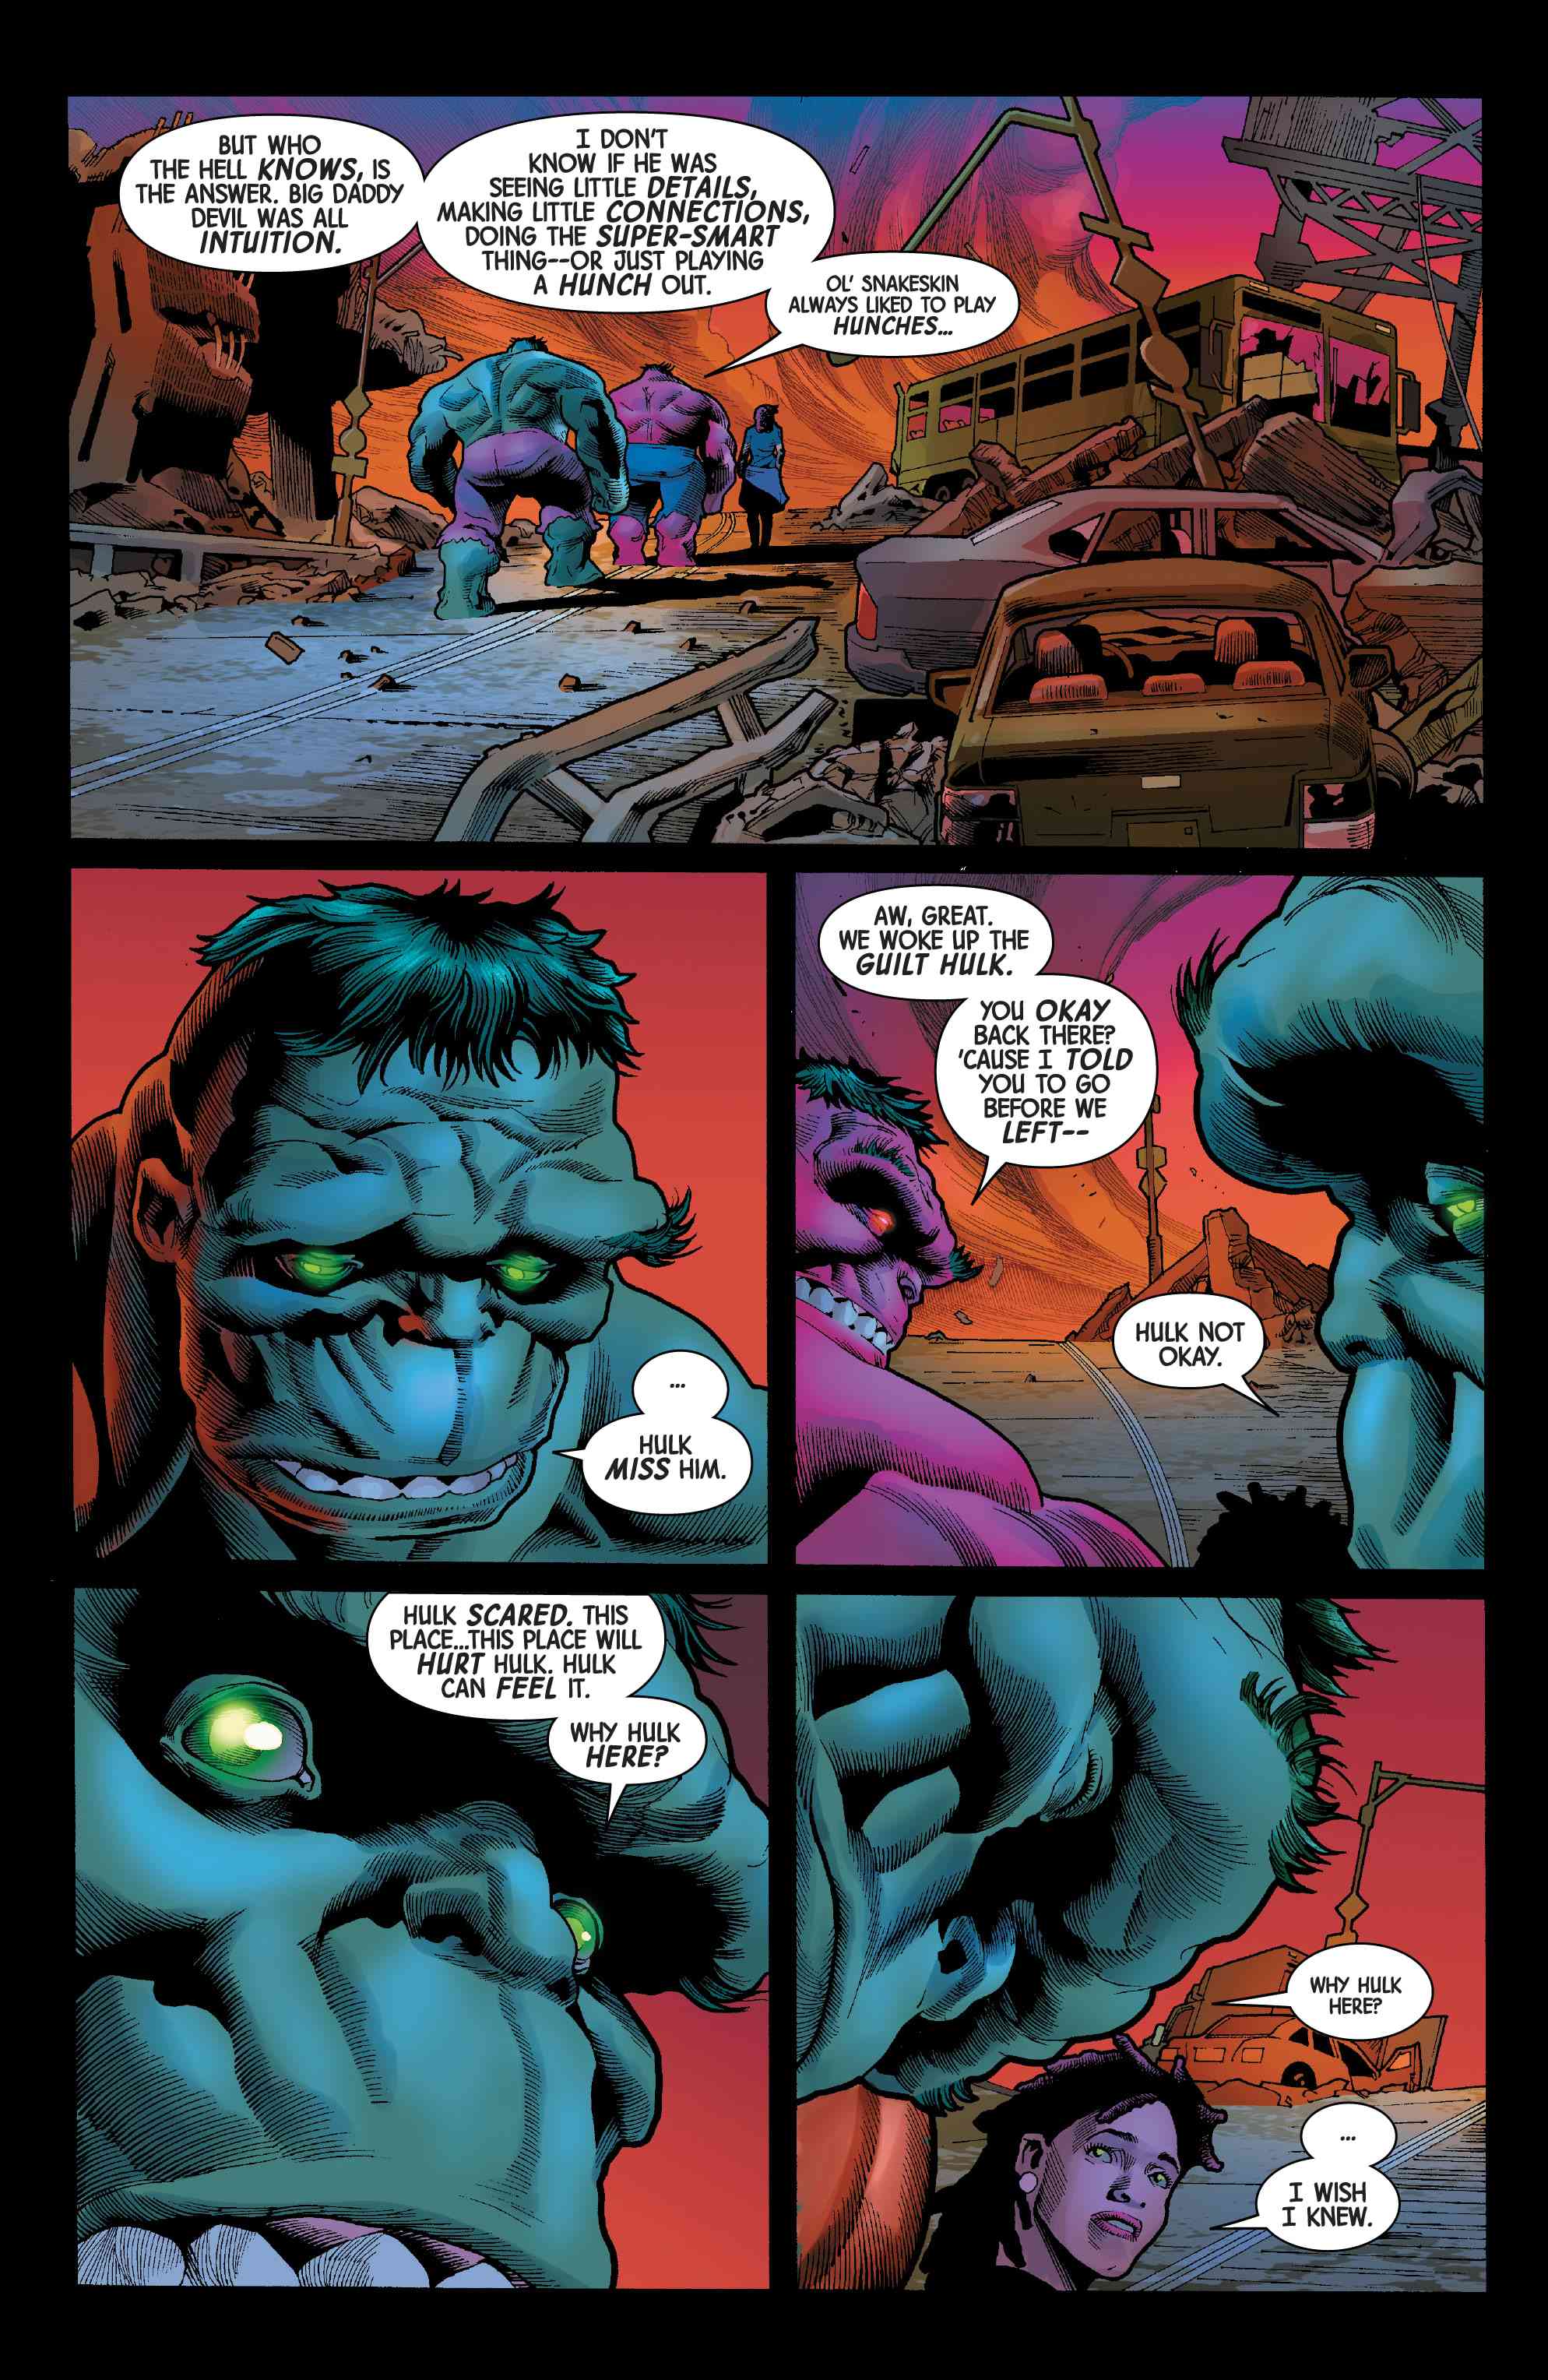 BUT WHO
THE HELL KNOWS, IS
THE ANSWER. BIG DADDY
DEVIL WAS ALL
INTUITION.
I DON'T
KNOW IF HE WAS
SEEING LITTLE DETAILS,
MAKING LITTLE CONNECTIONS,
DOING THE SUPER-SMART
THING--OR JUST PLAYING
A HUNCH OUT.
OL' SNAKESKIN
ALWAYS LIKED TO PLAY
HUNCHES...
...
HULK
MISS HIM.
AW, GREAT.
WE WOKE UP THE
GUILT HULK.
YOU OKAY
BACK THERE?
'CAUSE I TOLD
YOU TO GO
BEFORE WE
LEFT--
HULK NOT
OKAY.
HULK SCARED. THIS
PLACE...THIS PLACE WILL
HURT HULK. HULK
CAN FEEL IT.
WHY HULK
HERE?
WHY HULK
HERE?
...
I WISH
I KNEW.